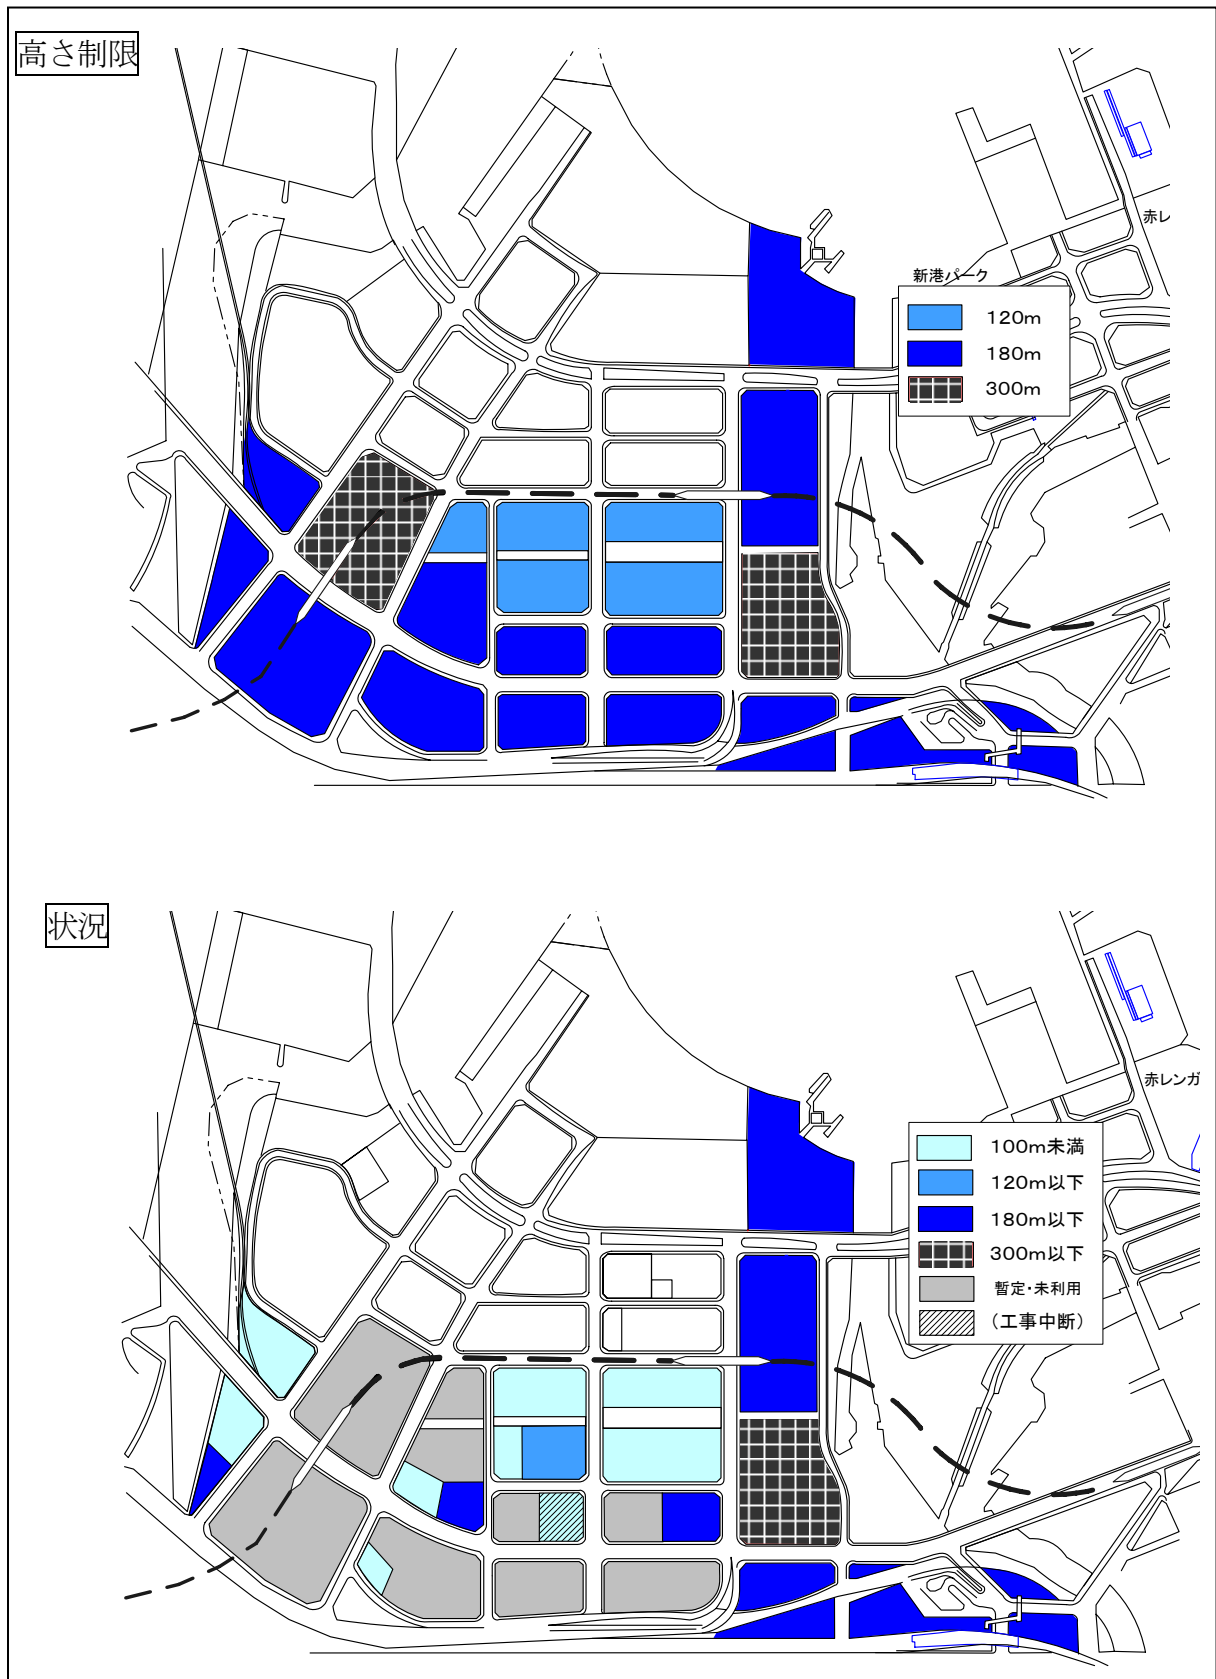 高さ制限
赤レ
新港パーク
120m
180m
300m
状況
赤レンガ
100m未満
120m以下
180m以下
300m以下
暫定・未利用
(工事中断)